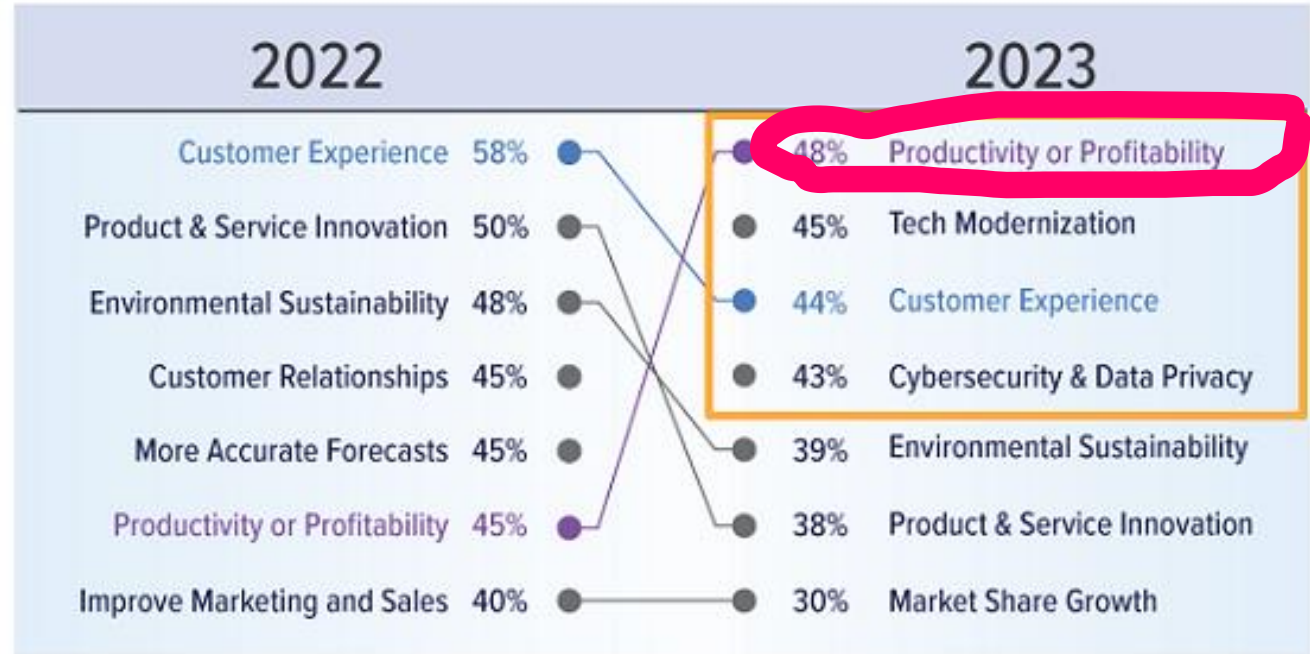 2022 2023
Customer Experience 58% 48% Productivity or Profitability
Product & Service Innovation 50% 45% Tech Modernization
Environmental Sustainability 48% 44% Customer Experience
Customer Relationships 45% 43% Cybersecurity & Data Privacy
More Accurate Forecasts 45% 39% Environmental Sustainability
Productivity or Profitability 45% 38% Product & Service Innovation
Improve Marketing and Sales 40% 30% Market Share Growth